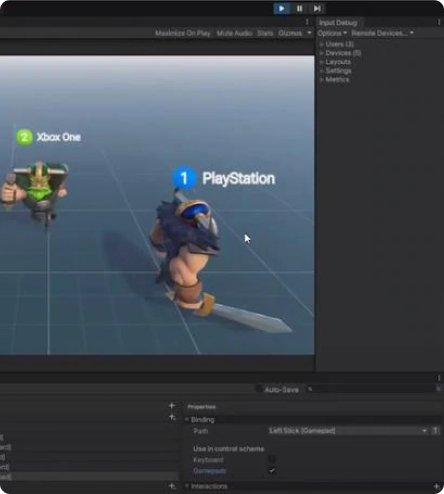 Input Debug
Maximize On Play Mute Audio Stats Gizmos
Options Remote Devices...
Users (3)
Devices (5)
Layouts
Settings
Metrics
2 Xbox One
1 PlayStation
Auto-Save
Properties
Binding
Path Left Stick [Gamepad] T
Use in control scheme
Keyboard
Gamepads
Interactions